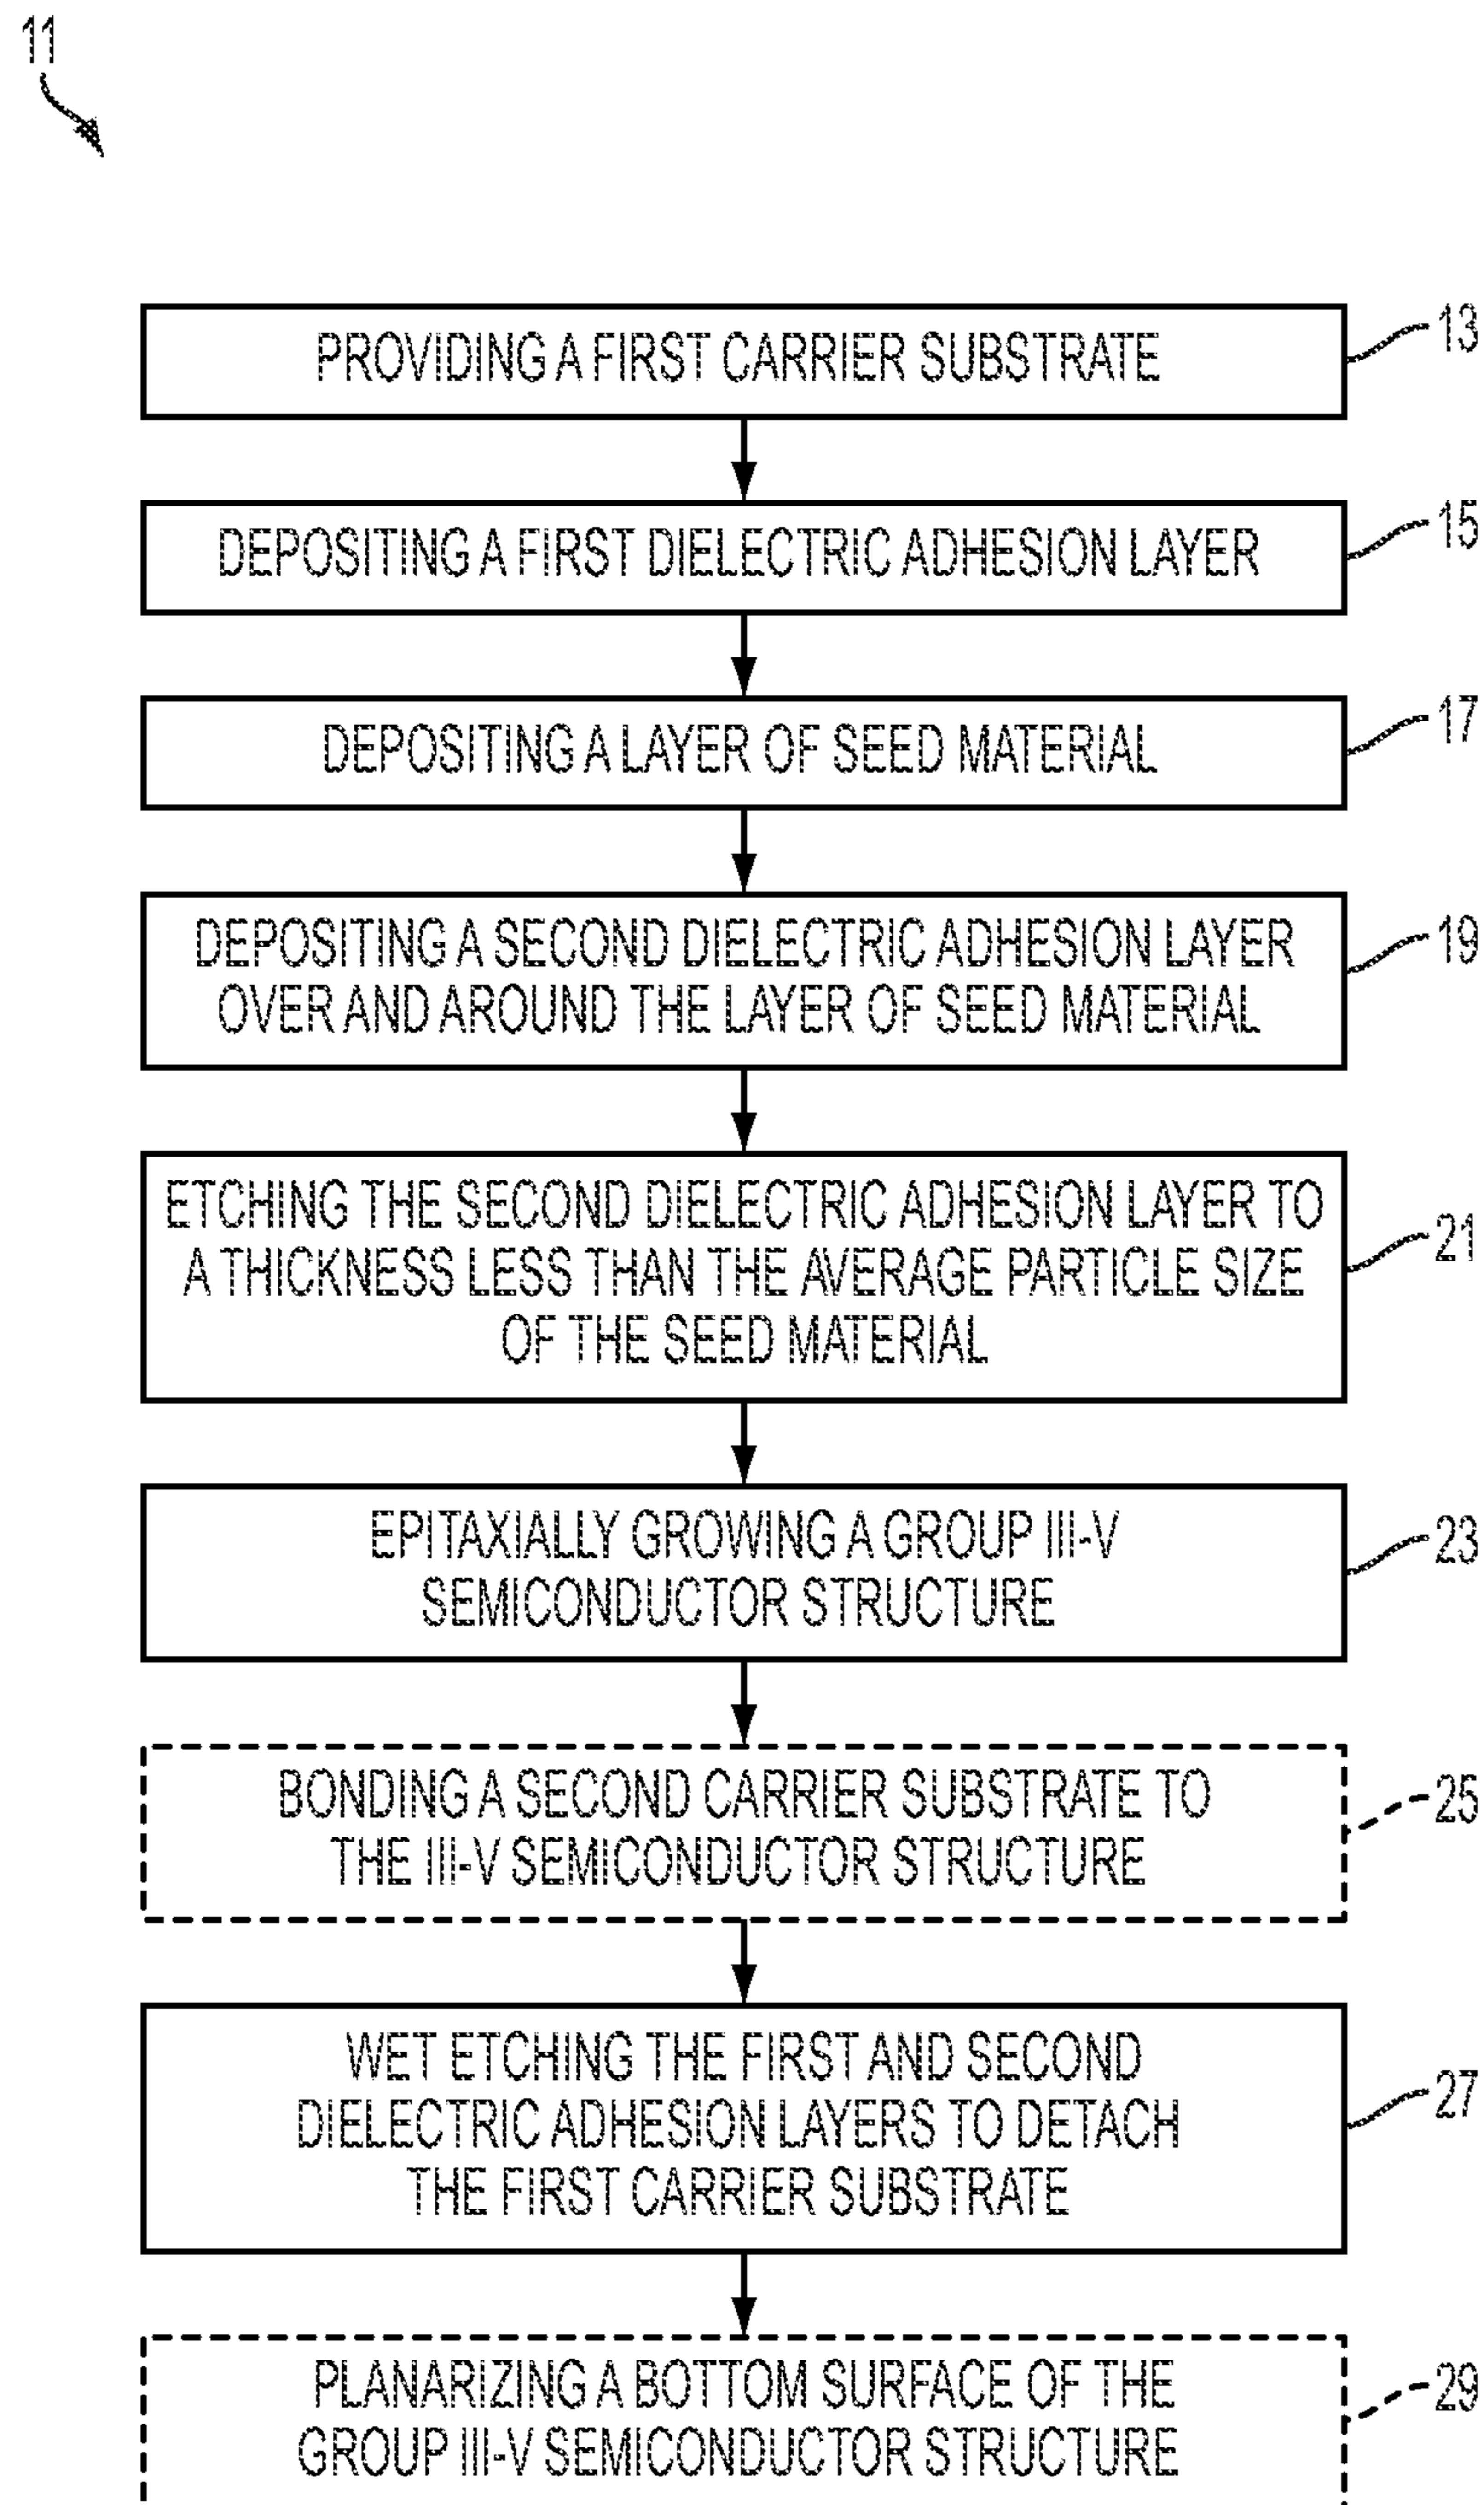 11
PROVIDING A FIRST CARRIER SUBSTRATE
13
DEPOSITING A FIRST DIELECTRIC ADHESION LAYER
15
DEPOSITING A LAYER OF SEED MATERIAL
17
DEPOSITING A SECOND DIELECTRIC ADHESION LAYER
OVER AND AROUND THE LAYER OF SEED MATERIAL
19
ETCHING THE SECOND DIELECTRIC ADHESION LAYER TO
A THICKNESS LESS THAN THE AVERAGE PARTICLE SIZE
OF THE SEED MATERIAL
21
EPITAXIALLY GROWING A GROUP III-V
SEMICONDUCTOR STRUCTURE
23
BONDING A SECOND CARRIER SUBSTRATE TO
THE III-V SEMICONDUCTOR STRUCTURE
25
WET ETCHING THE FIRST AND SECOND
DIELECTRIC ADHESION LAYERS TO DETACH
THE FIRST CARRIER SUBSTRATE
27
PLANARIZING A BOTTOM SURFACE OF THE
GROUP III-V SEMICONDUCTOR STRUCTURE
29